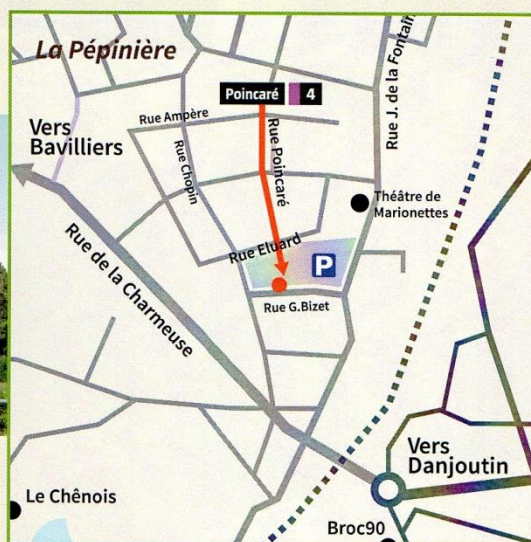 La Pépinière
Poincaré 4
Rue J. de la Fontaine
Rue Ampère
Vers
Bavilliers
Rue Chopin
Rue Poincaré
Théâtre de
Marionettes
Rue Eluard
P
Rue de la Charmeuse
Rue G.Bizet
Vers
Danjoutin
Le Chênois
Broc90